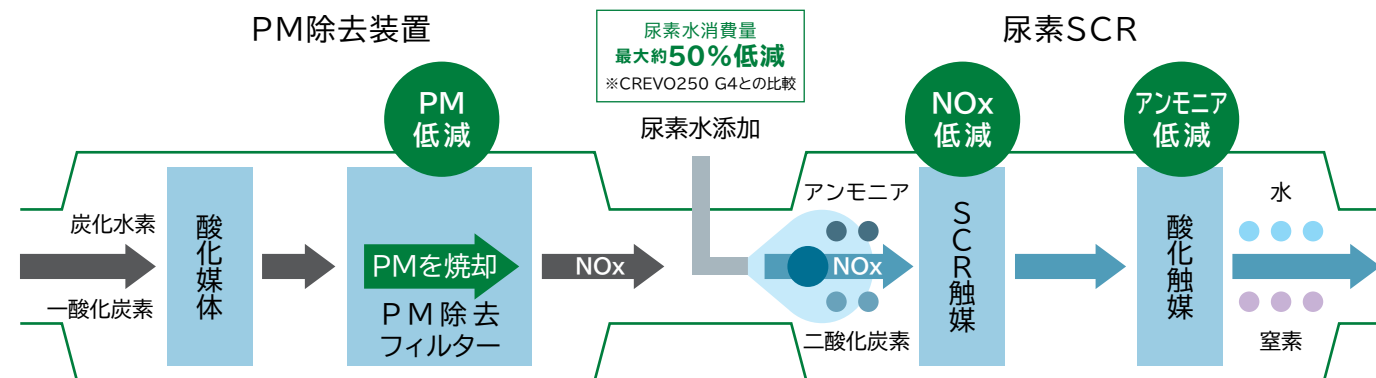 PM除去装置
尿素水消費量
最大約50%低減
※CREVO250 G4との比較
尿素SCR
PM
低減
尿素水添加
NOx
低減
アンモニア
低減
炭化水素
一酸化炭素
酸化媒体
PMを焼却
PM除去
フィルター
NOx
アンモニア
NOx
二酸化炭素
SCR触媒
酸化触媒
水
窒素